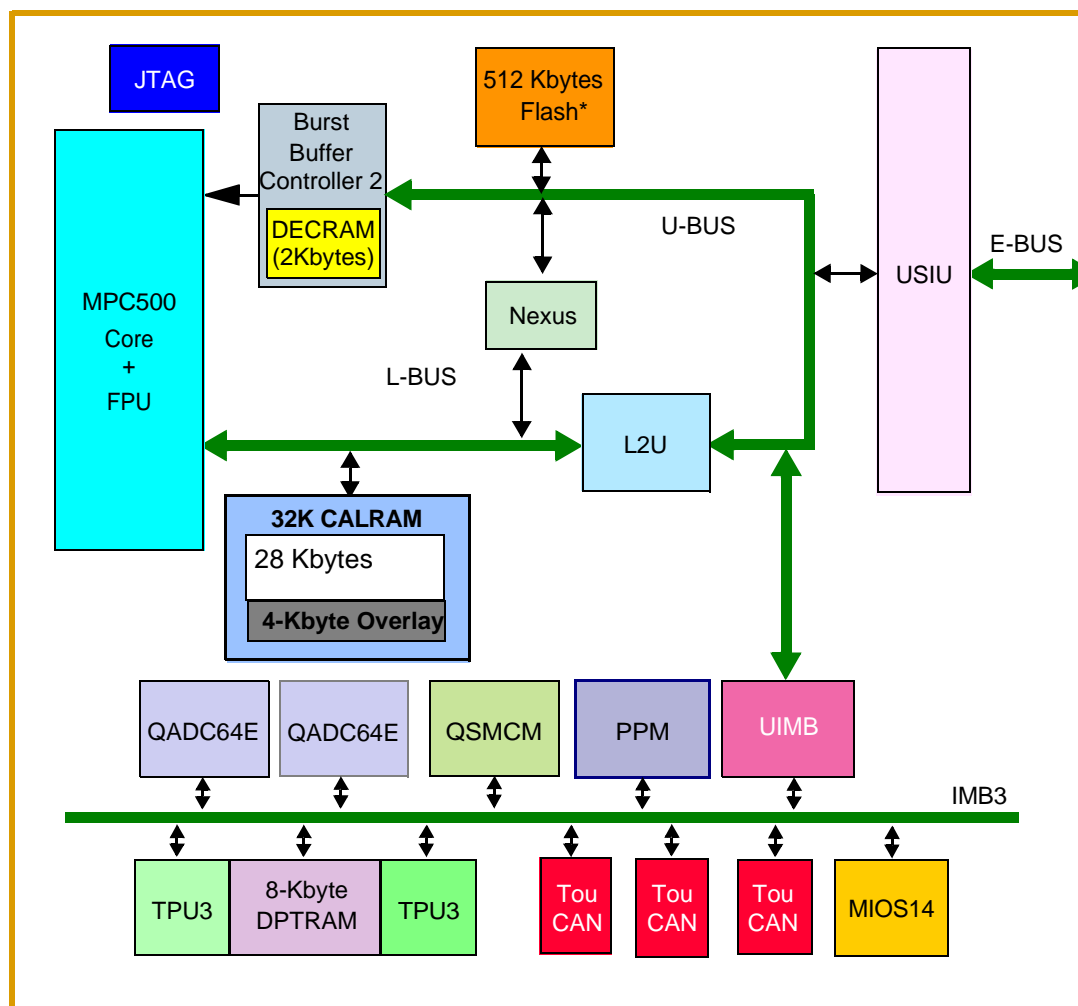 JTAG
512 Kbytes
Flash*
Burst
Buffer
Controller 2
DECRAM
(2Kbytes)
U-BUS
E-BUS
USIU
MPC500
Core
+
FPU
Nexus
L-BUS
L2U
32K CALRAM
28 Kbytes
4-Kbyte Overlay
QADC64E
QADC64E
QSMCM
PPM
UIMB
IMB3
TPU3
8-Kbyte
DPTRAM
TPU3
Tou
CAN
Tou
CAN
Tou
CAN
MIOS14